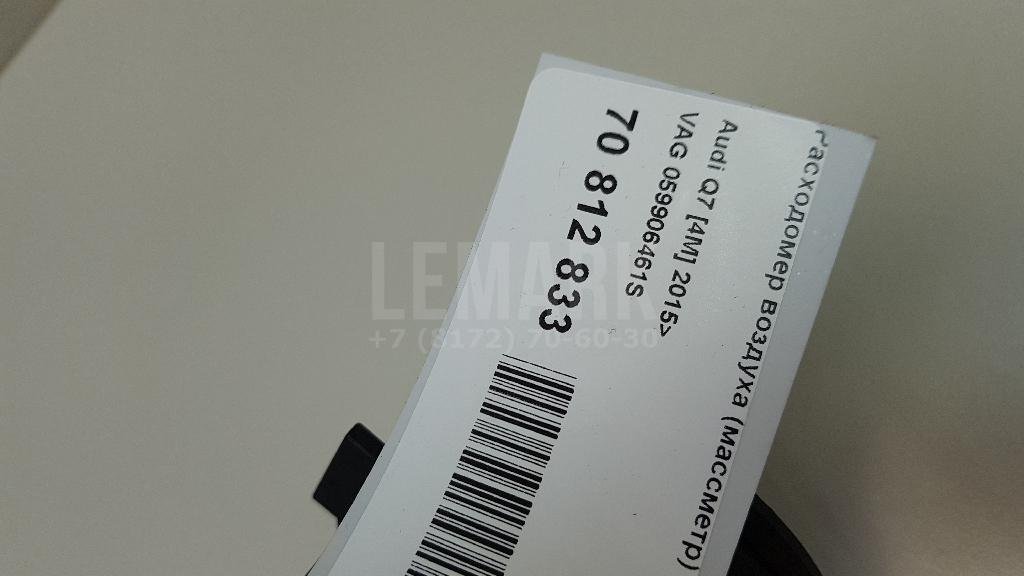 Расходомер воздуха (массметр)
Audi Q7 [4M] 2015>
VAG 059906461S
70 812 833
LEMARK
+7 (8172) 70-60-30